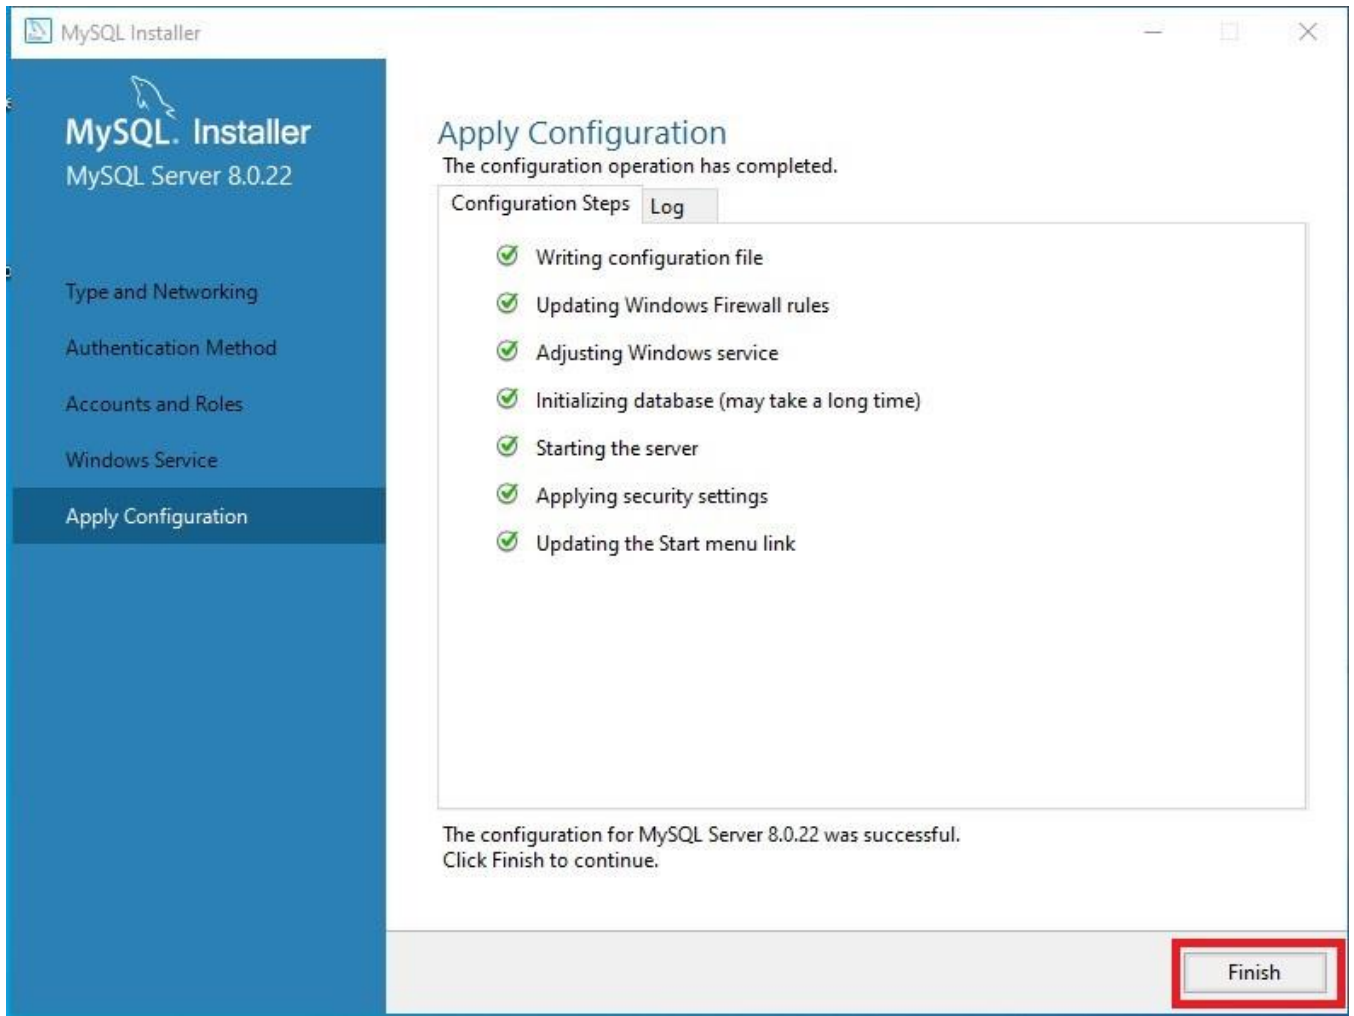 MySQL Installer
MySQL. Installer
MySQL Server 8.0.22
Type and Networking
Authentication Method
Accounts and Roles
Windows Service
Apply Configuration
Apply Configuration
The configuration operation has completed.
Configuration Steps
Log
Writing configuration file
Updating Windows Firewall rules
Adjusting Windows service
Initializing database (may take a long time)
Starting the server
Applying security settings
Updating the Start menu link
The configuration for MySQL Server 8.0.22 was successful.
Click Finish to continue.
Finish